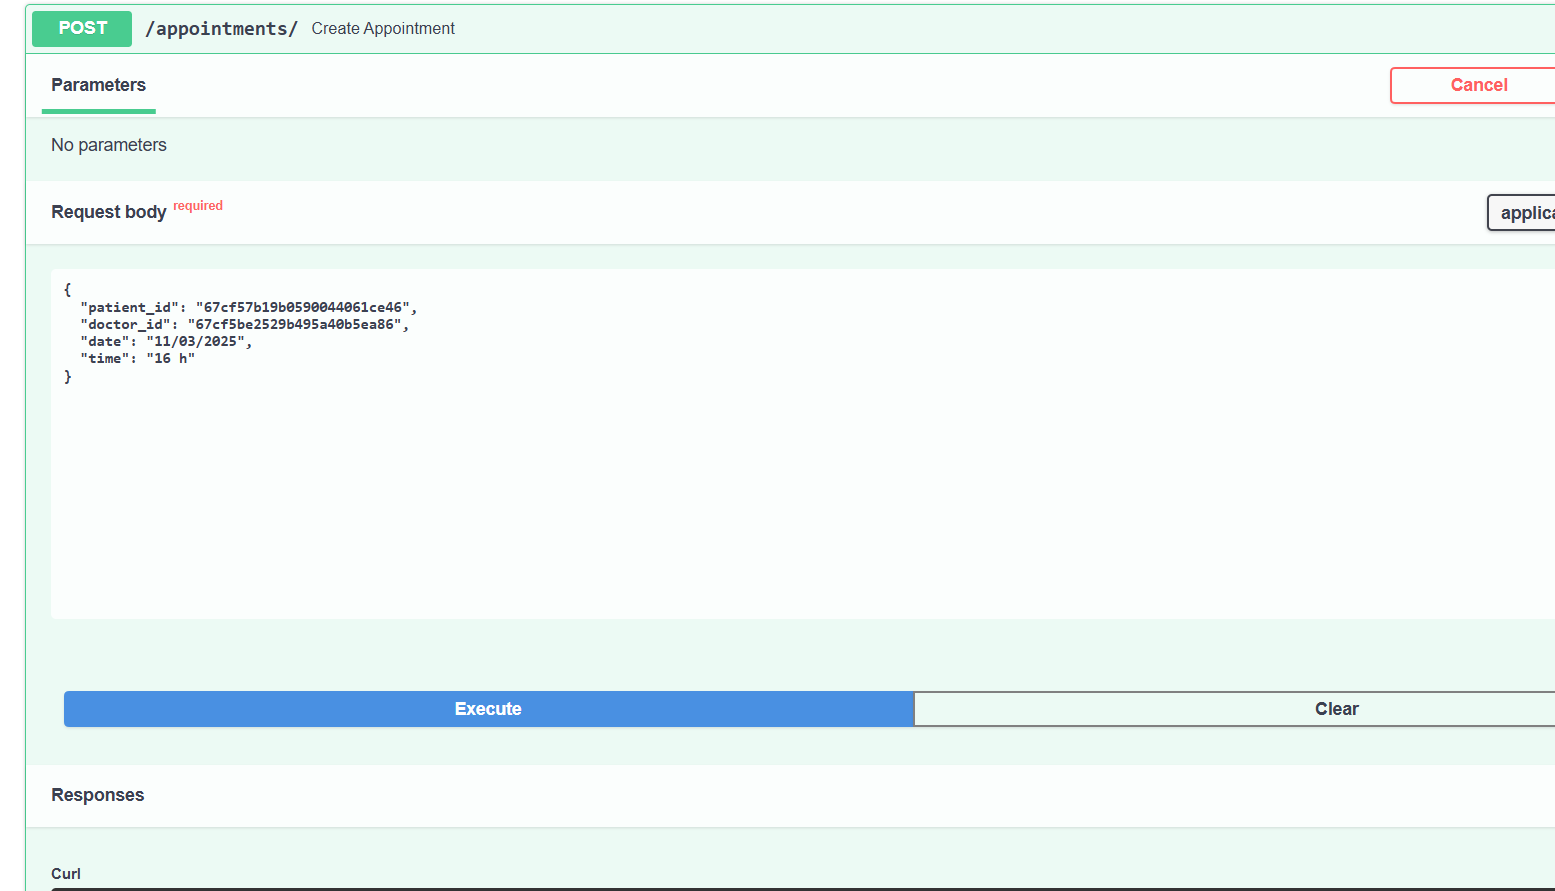 POST /appointments/ Create Appointment
Parameters
Cancel
No parameters
Request body required
applica
{
  "patient_id": "67cf57b19b0590044061ce46",
  "doctor_id": "67cf5be2529b495a40b5ea86",
  "date": "11/03/2025",
  "time": "16 h"
}
Execute
Clear
Responses
Curl